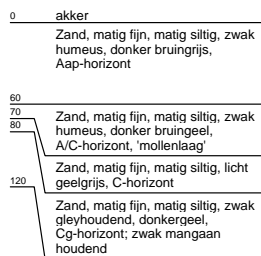 0 akker
Zand, matig fijn, matig siltig, zwak
humeus, donker bruingrijs,
Aap-horizont
60
70 Zand, matig fijn, matig siltig, zwak
80 humeus, donker bruingeel,
A/C-horizont, 'mollenlaag'
Zand, matig fijn, matig siltig, licht
geelgrijs, C-horizont
120
Zand, matig fijn, matig siltig, zwak
gleyhoudend, donkergeel,
Cg-horizont; zwak mangaan
houdend